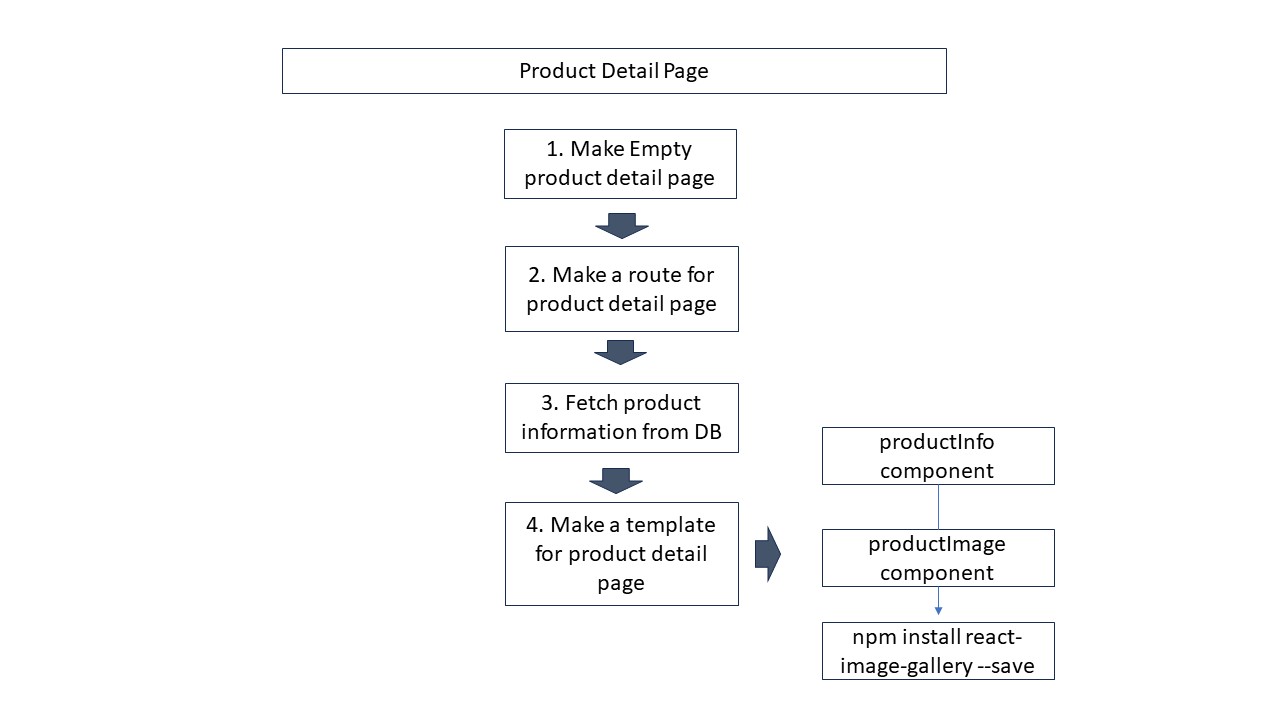 Product Detail Page
1. Make Empty
product detail page
2. Make a route for
product detail page
3. Fetch product
information from DB
4. Make a template
for product detail
page
productInfo
component
productImage
component
npm install react-
image-gallery --save